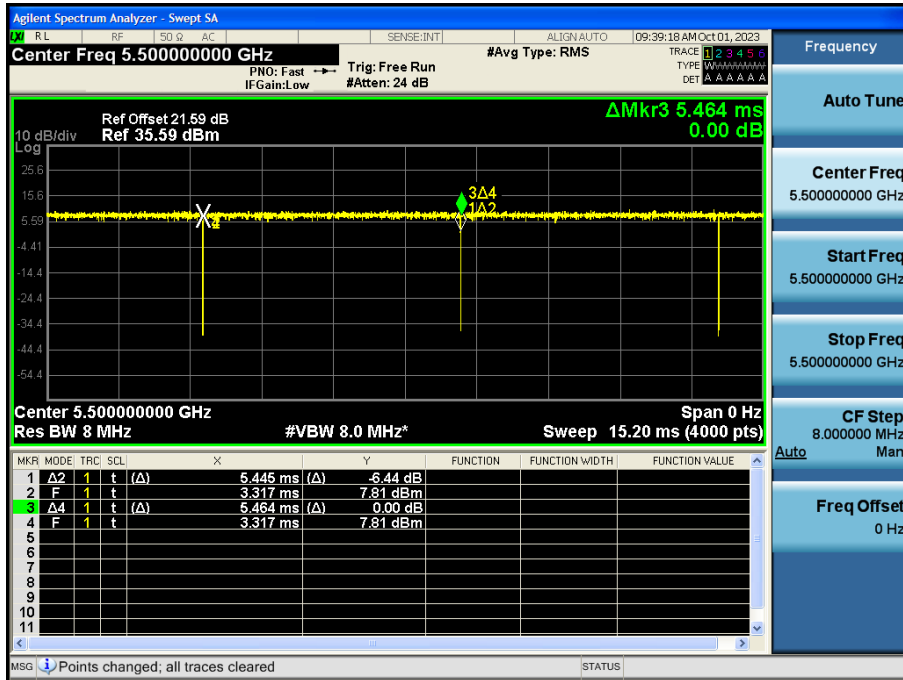 Agilent Spectrum Analyzer - Swept SA
LXI RL RF 50 Ω AC SENSE:INT ALIGN AUTO 09:39:18 AM Oct 01, 2023
Center Freq 5.500000000 GHz
PNO: Fast
IFGain:Low
Trig: Free Run
#Atten: 24 dB
#Avg Type: RMS
TRACE 1 2 3 4 5 6
TYPE
DET A A A A A A
ΔMkr3 5.464 ms
0.00 dB
Ref Offset 21.59 dB
10 dB/div Ref 35.59 dBm
Log
25.6
15.6
5.59
-4.41
-14.4
-24.4
-34.4
-44.4
-54.4
3Δ4
1Δ2
X
4
Center 5.500000000 GHz Span 0 Hz
Res BW 8 MHz #VBW 8.0 MHz* Sweep 15.20 ms (4000 pts)
MKR MODE TRC SCL X Y FUNCTION FUNCTION WIDTH FUNCTION VALUE
1 Δ2 1 t (Δ) 5.445 ms (Δ) -6.44 dB
2 F 1 t 3.317 ms 7.81 dBm
3 Δ4 1 t (Δ) 5.464 ms (Δ) 0.00 dB
4 F 1 t 3.317 ms 7.81 dBm
5
6
7
8
9
10
11
MSG Points changed; all traces cleared STATUS
Frequency
Auto Tune
Center Freq
5.500000000 GHz
Start Freq
5.500000000 GHz
Stop Freq
5.500000000 GHz
CF Step
8.000000 MHz
Auto Man
Freq Offset
0 Hz